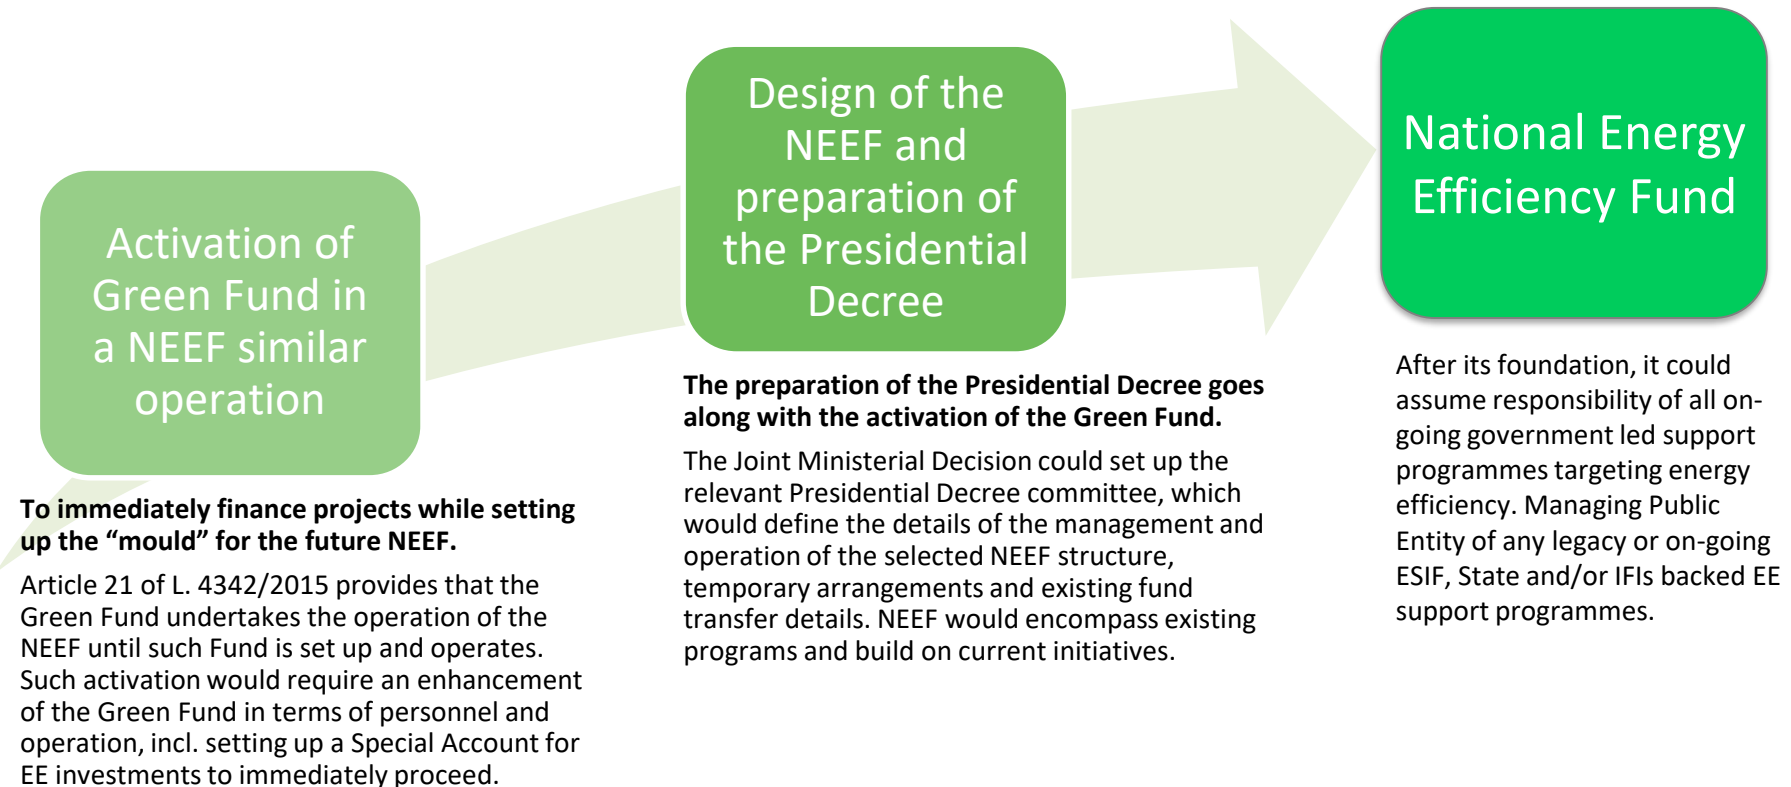 Activation of
Green Fund in
a NEEF similar
operation
To immediately finance projects while setting
up the “mould” for the future NEEF.
Article 21 of L. 4342/2015 provides that the
Green Fund undertakes the operation of the
NEEF until such Fund is set up and operates.
Such activation would require an enhancement
of the Green Fund in terms of personnel and
operation, incl. setting up a Special Account for
EE investments to immediately proceed.
Design of the
NEEF and
preparation of
the Presidential
Decree
The preparation of the Presidential Decree goes
along with the activation of the Green Fund.
The Joint Ministerial Decision could set up the
relevant Presidential Decree committee, which
would define the details of the management and
operation of the selected NEEF structure,
temporary arrangements and existing fund
transfer details. NEEF would encompass existing
programs and build on current initiatives.
National Energy
Efficiency Fund
After its foundation, it could
assume responsibility of all on-
going government led support
programmes targeting energy
efficiency. Managing Public
Entity of any legacy or on-going
ESIF, State and/or IFIs backed EE
support programmes.